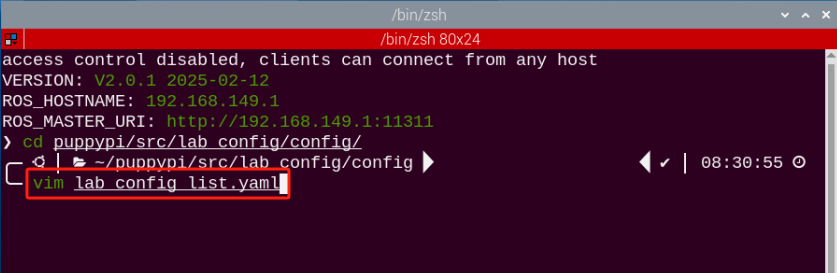 /bin/zsh
/bin/zsh 80x24
access control disabled, clients can connect from any host
VERSION: V2.0.1 2025-02-12
ROS_HOSTNAME: 192.168.149.1
ROS_MASTER_URI: http://192.168.149.1:11311
❯ cd puppypi/src/lab_config/config/
~/puppypi/src/lab_config/config ✔ | 08:30:55
vim lab_config_list.yaml